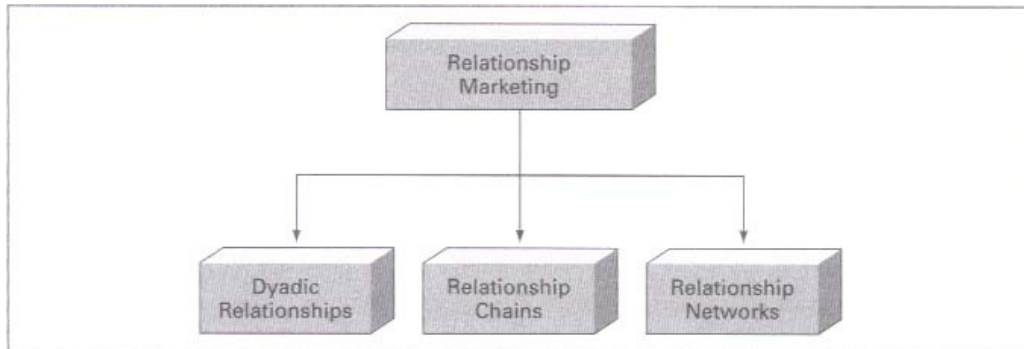 Relationship
Marketing
Dyadic
Relationships
Relationship
Chains
Relationship
Networks